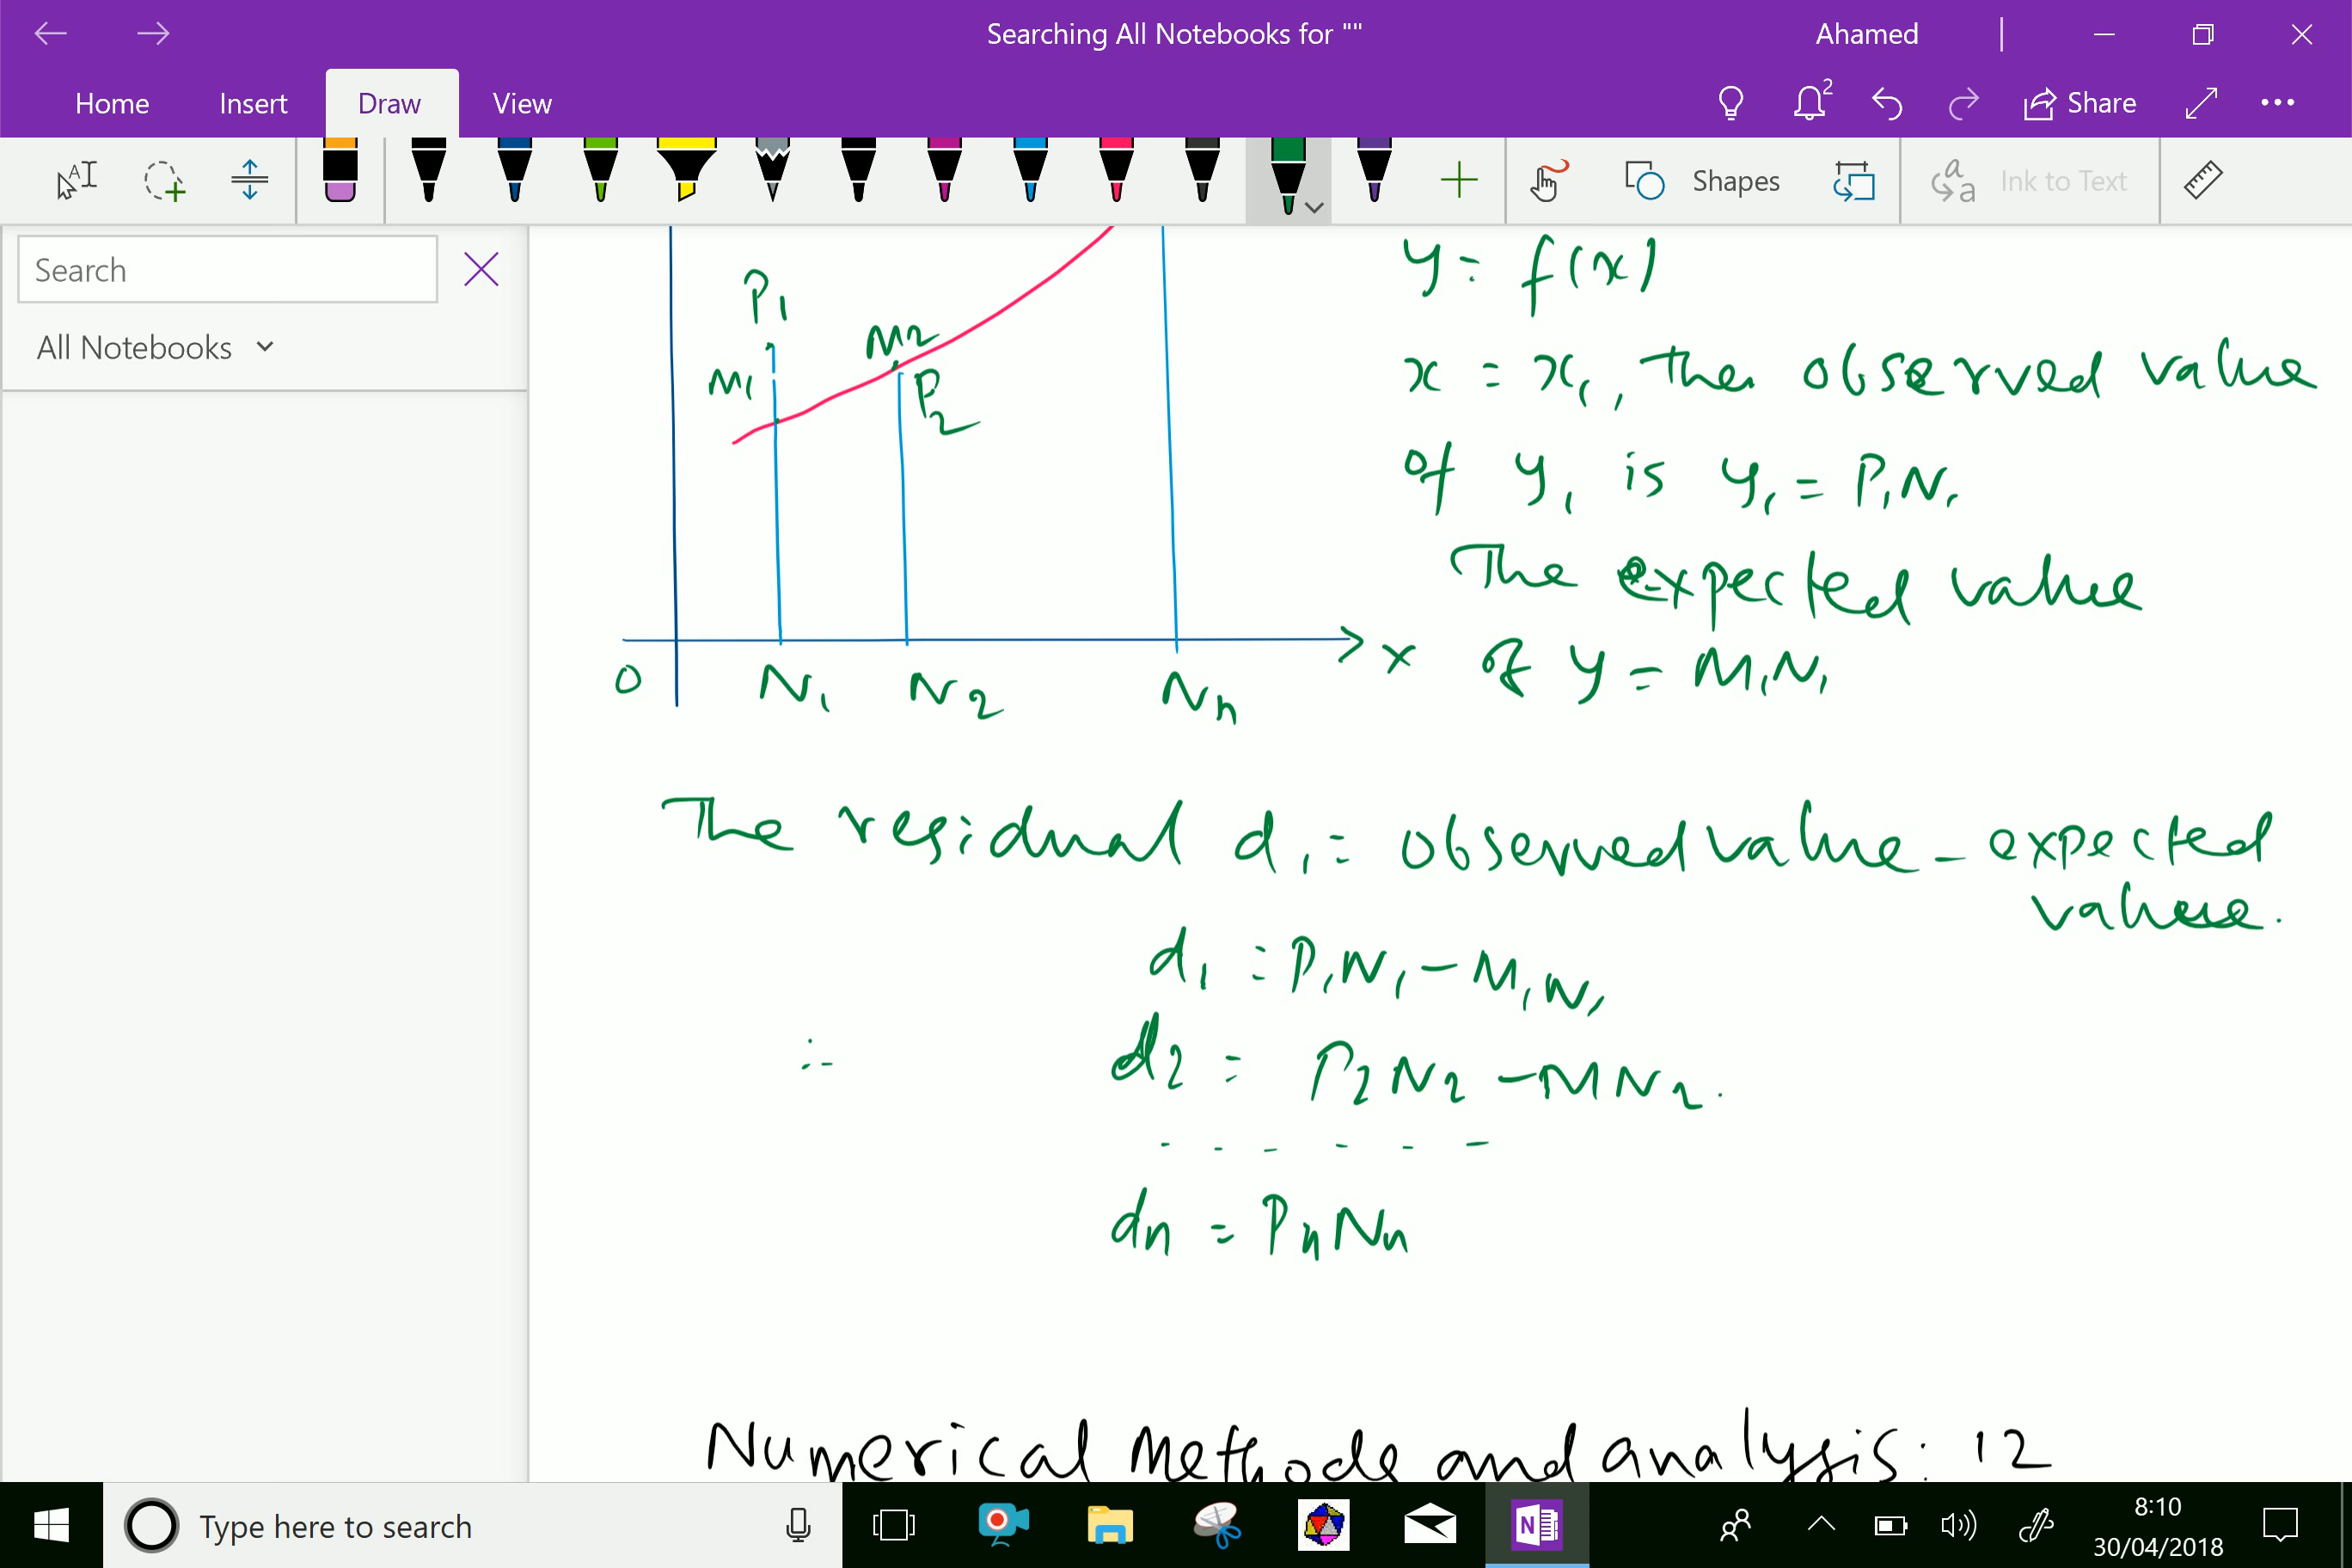 Searching All Notebooks for ""
Ahamed
Home Insert Draw View
2
Share
Shapes
Ink to Text
Search
All Notebooks
y = f(x)
P1
M1
M2
P2
x = x1, the observed value
of y1 is y1 = P1N1
The expected value
of y = M1N1
0 N1 N2 Nn x
The residual d1 = observed value - expected
value.
d1 = P1N1 - M1N1
∴ d2 = P2N2 - MN2.
- - - - - -
dn = PnNn
Numerical Methods and analysis: 12
Type here to search
N
8:10
30/04/2018